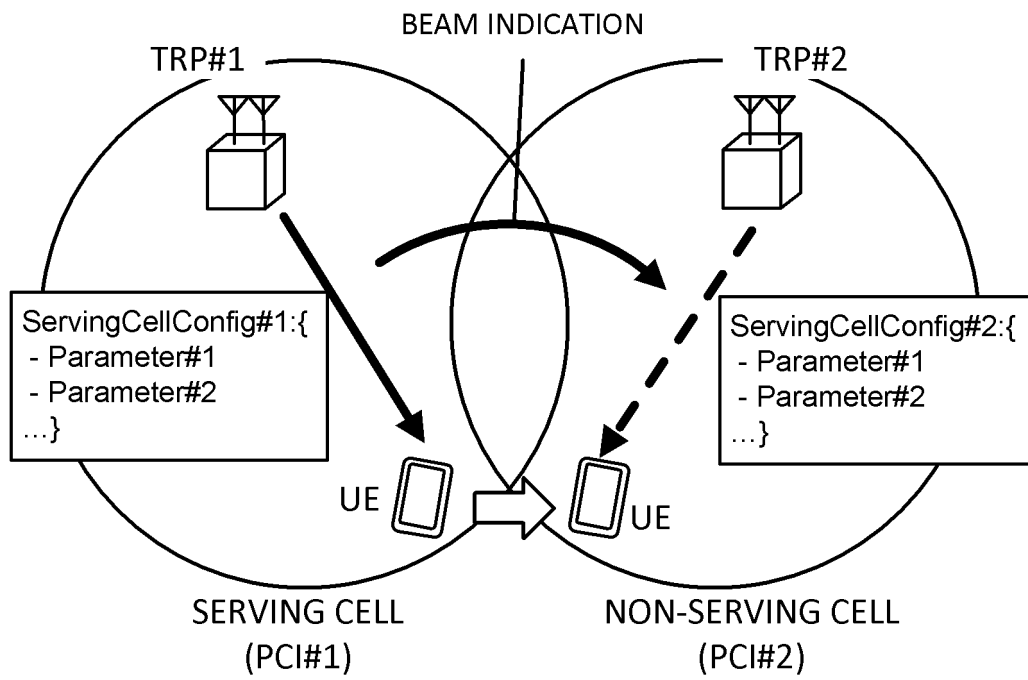 BEAM INDICATION
TRP#1
TRP#2
ServingCellConfig#1:{
- Parameter#1
- Parameter#2
...}
ServingCellConfig#2:{
- Parameter#1
- Parameter#2
...}
UE
UE
SERVING CELL
(PCI#1)
NON-SERVING CELL
(PCI#2)